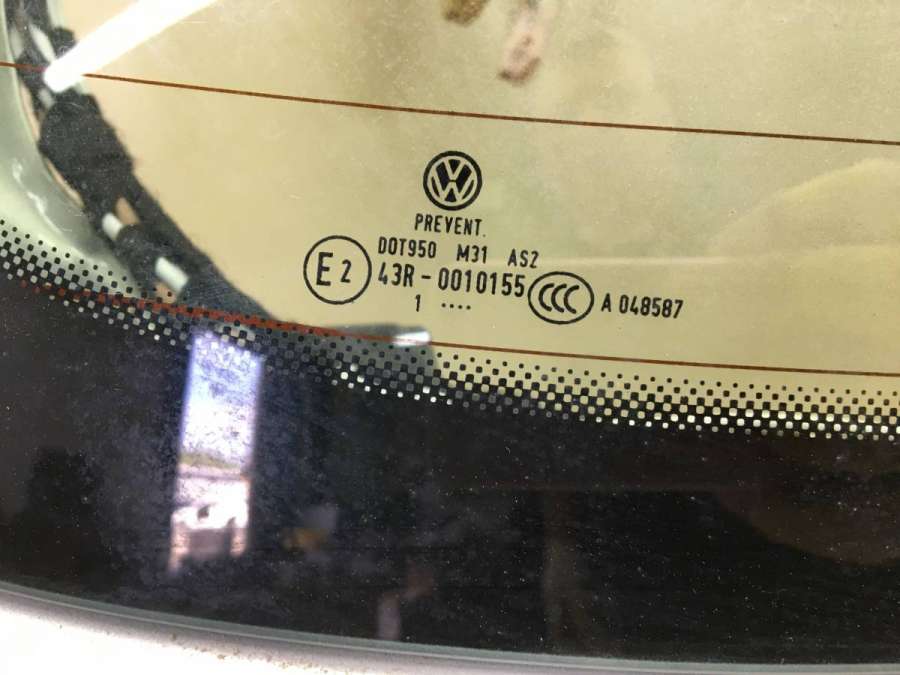 PREVENT.
DOT950 M31 AS2
E2 43R-0010155 CCC A 048587
1 ....